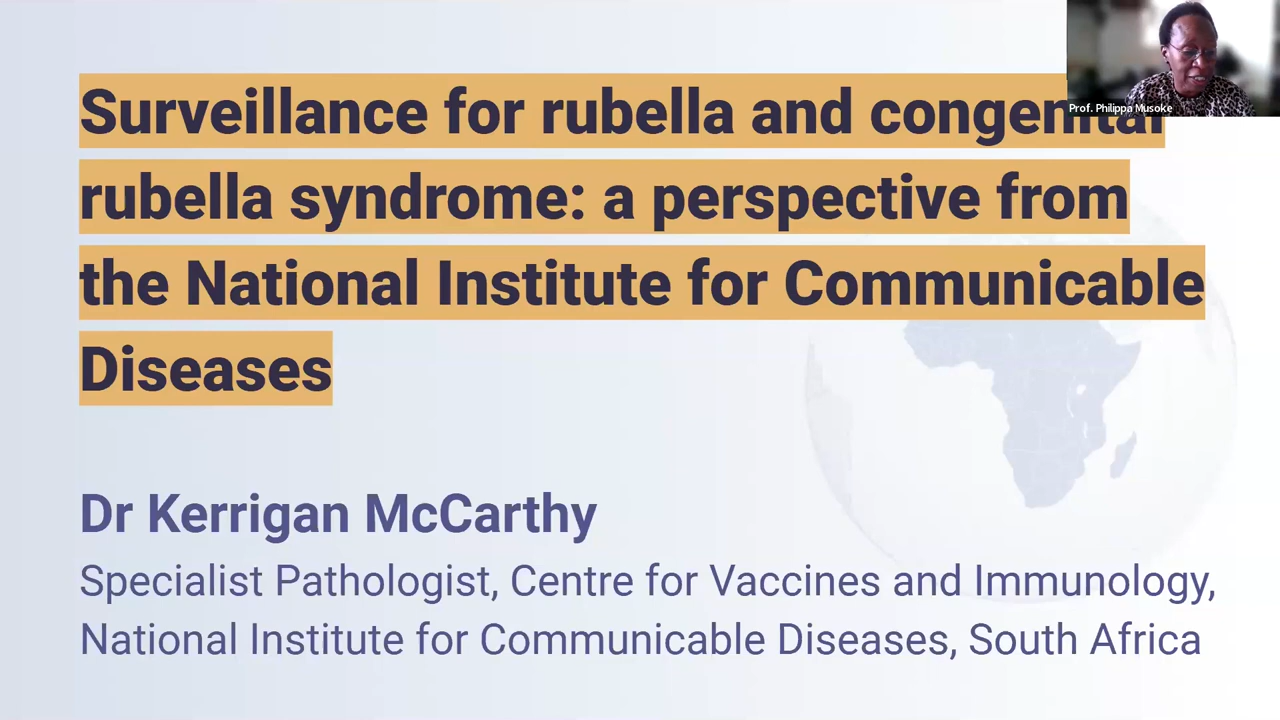 Surveillance for rubella and congenital
rubella syndrome: a perspective from
the National Institute for Communicable
Diseases
Prof. Philippa Musoke
Dr Kerrigan McCarthy
Specialist Pathologist, Centre for Vaccines and Immunology,
National Institute for Communicable Diseases, South Africa